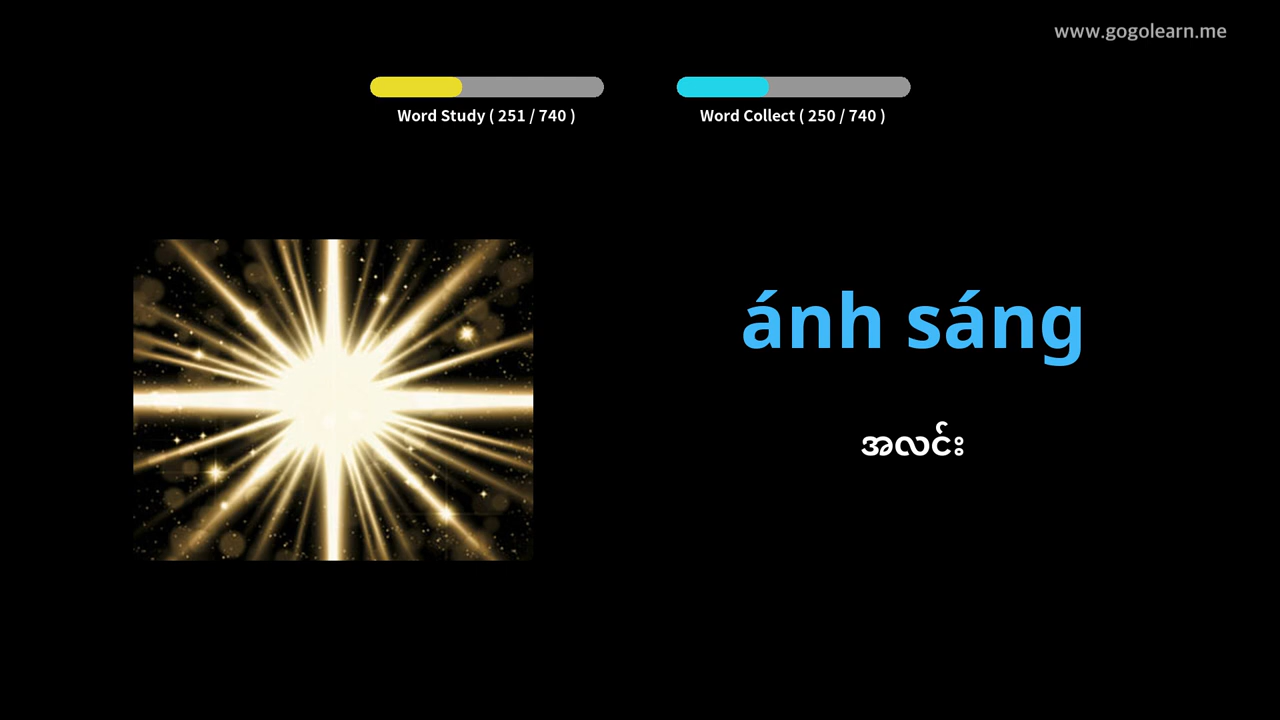 www.gogolearn.me
Word Study ( 251 / 740 )
Word Collect ( 250 / 740 )
ánh sáng
အလင်း